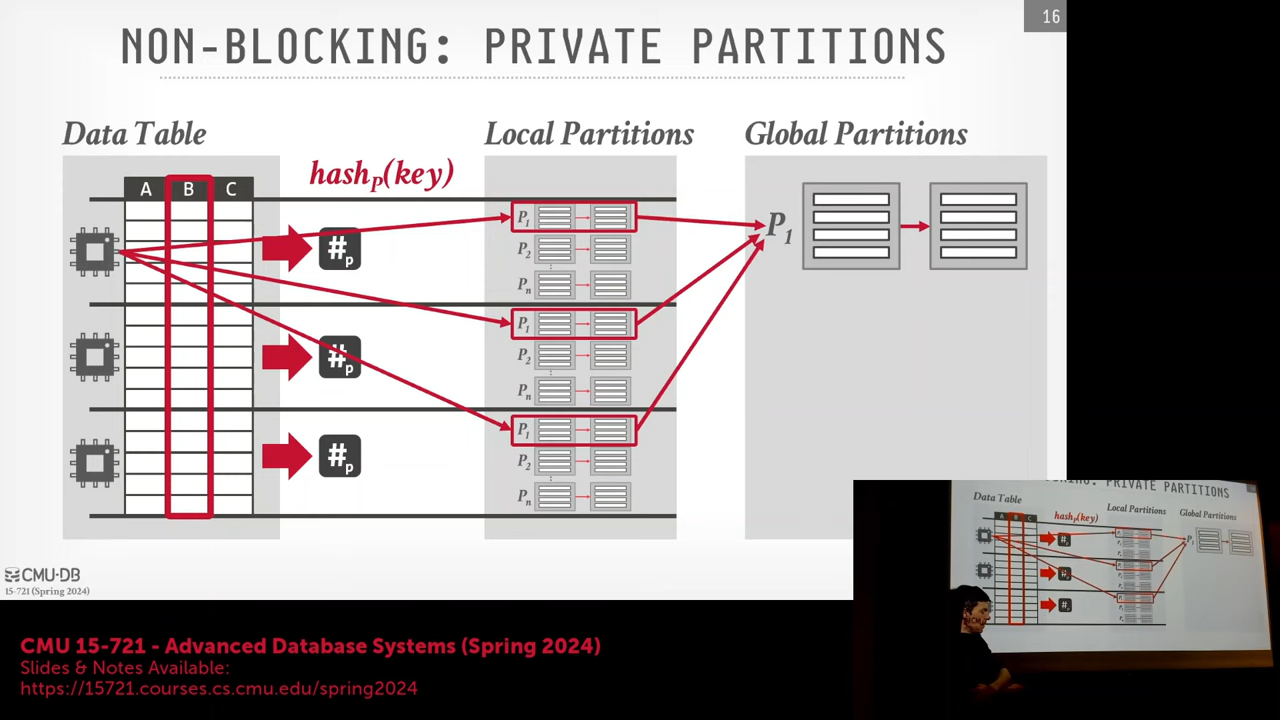 16
NON-BLOCKING: PRIVATE PARTITIONS
Data Table
Local Partitions
Global Partitions
hashP(key)
A B C
#p
#p
#p
P1
P2
:
Pn
P1
P2
:
Pn
P1
P2
:
Pn
P1
CMU·DB
15-721 (Spring 2024)
CMU 15-721 - Advanced Database Systems (Spring 2024)
Slides & Notes Available:
https://15721.courses.cs.cmu.edu/spring2024
PRIVATE PARTITIONS
Data Table
Local Partitions
Global Partitions
hashP(key)
A B C